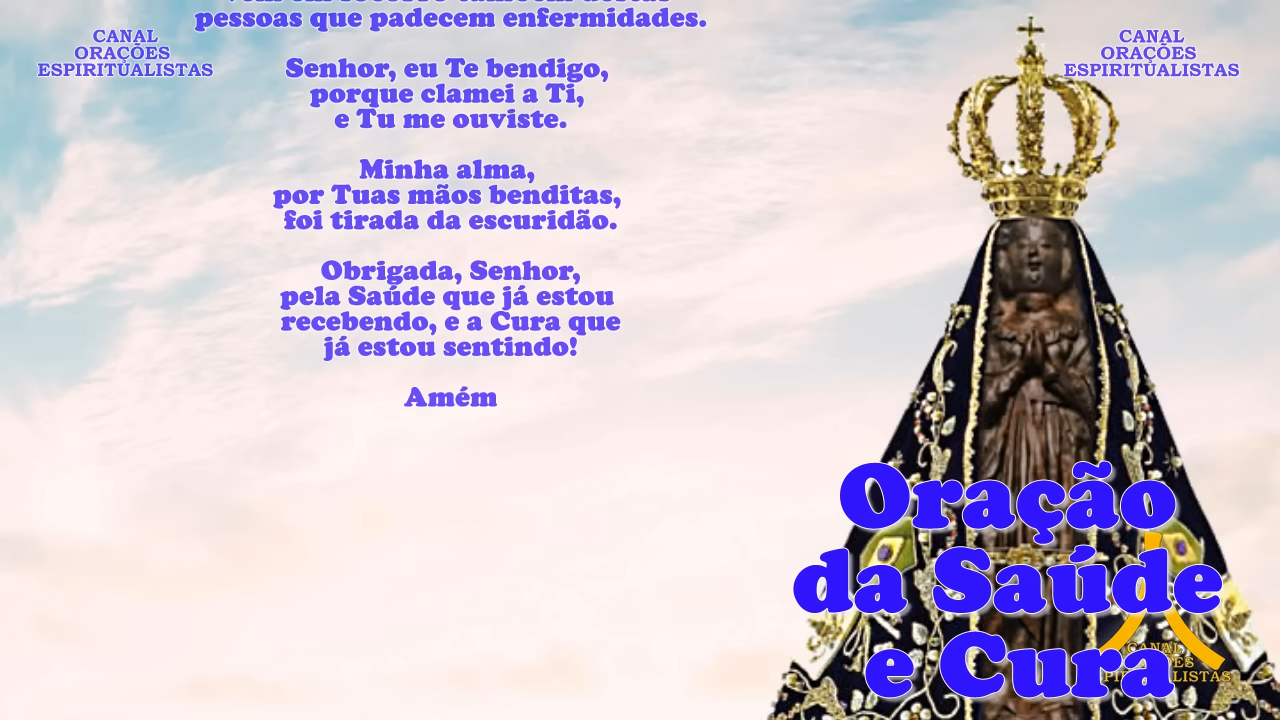 pessoas que padecem enfermidades.
CANAL
ORAÇÕES
ESPIRITUALISTAS
CANAL
ORAÇÕES
ESPIRITUALISTAS
Senhor, eu Te bendigo,
porque clamei a Ti,
e Tu me ouviste.
Minha alma,
por Tuas mãos benditas,
foi tirada da escuridão.
Obrigada, Senhor,
pela Saúde que já estou
recebendo, e a Cura que
já estou sentindo!
Amém
Oração
da Saúde
e Cura
CANAL